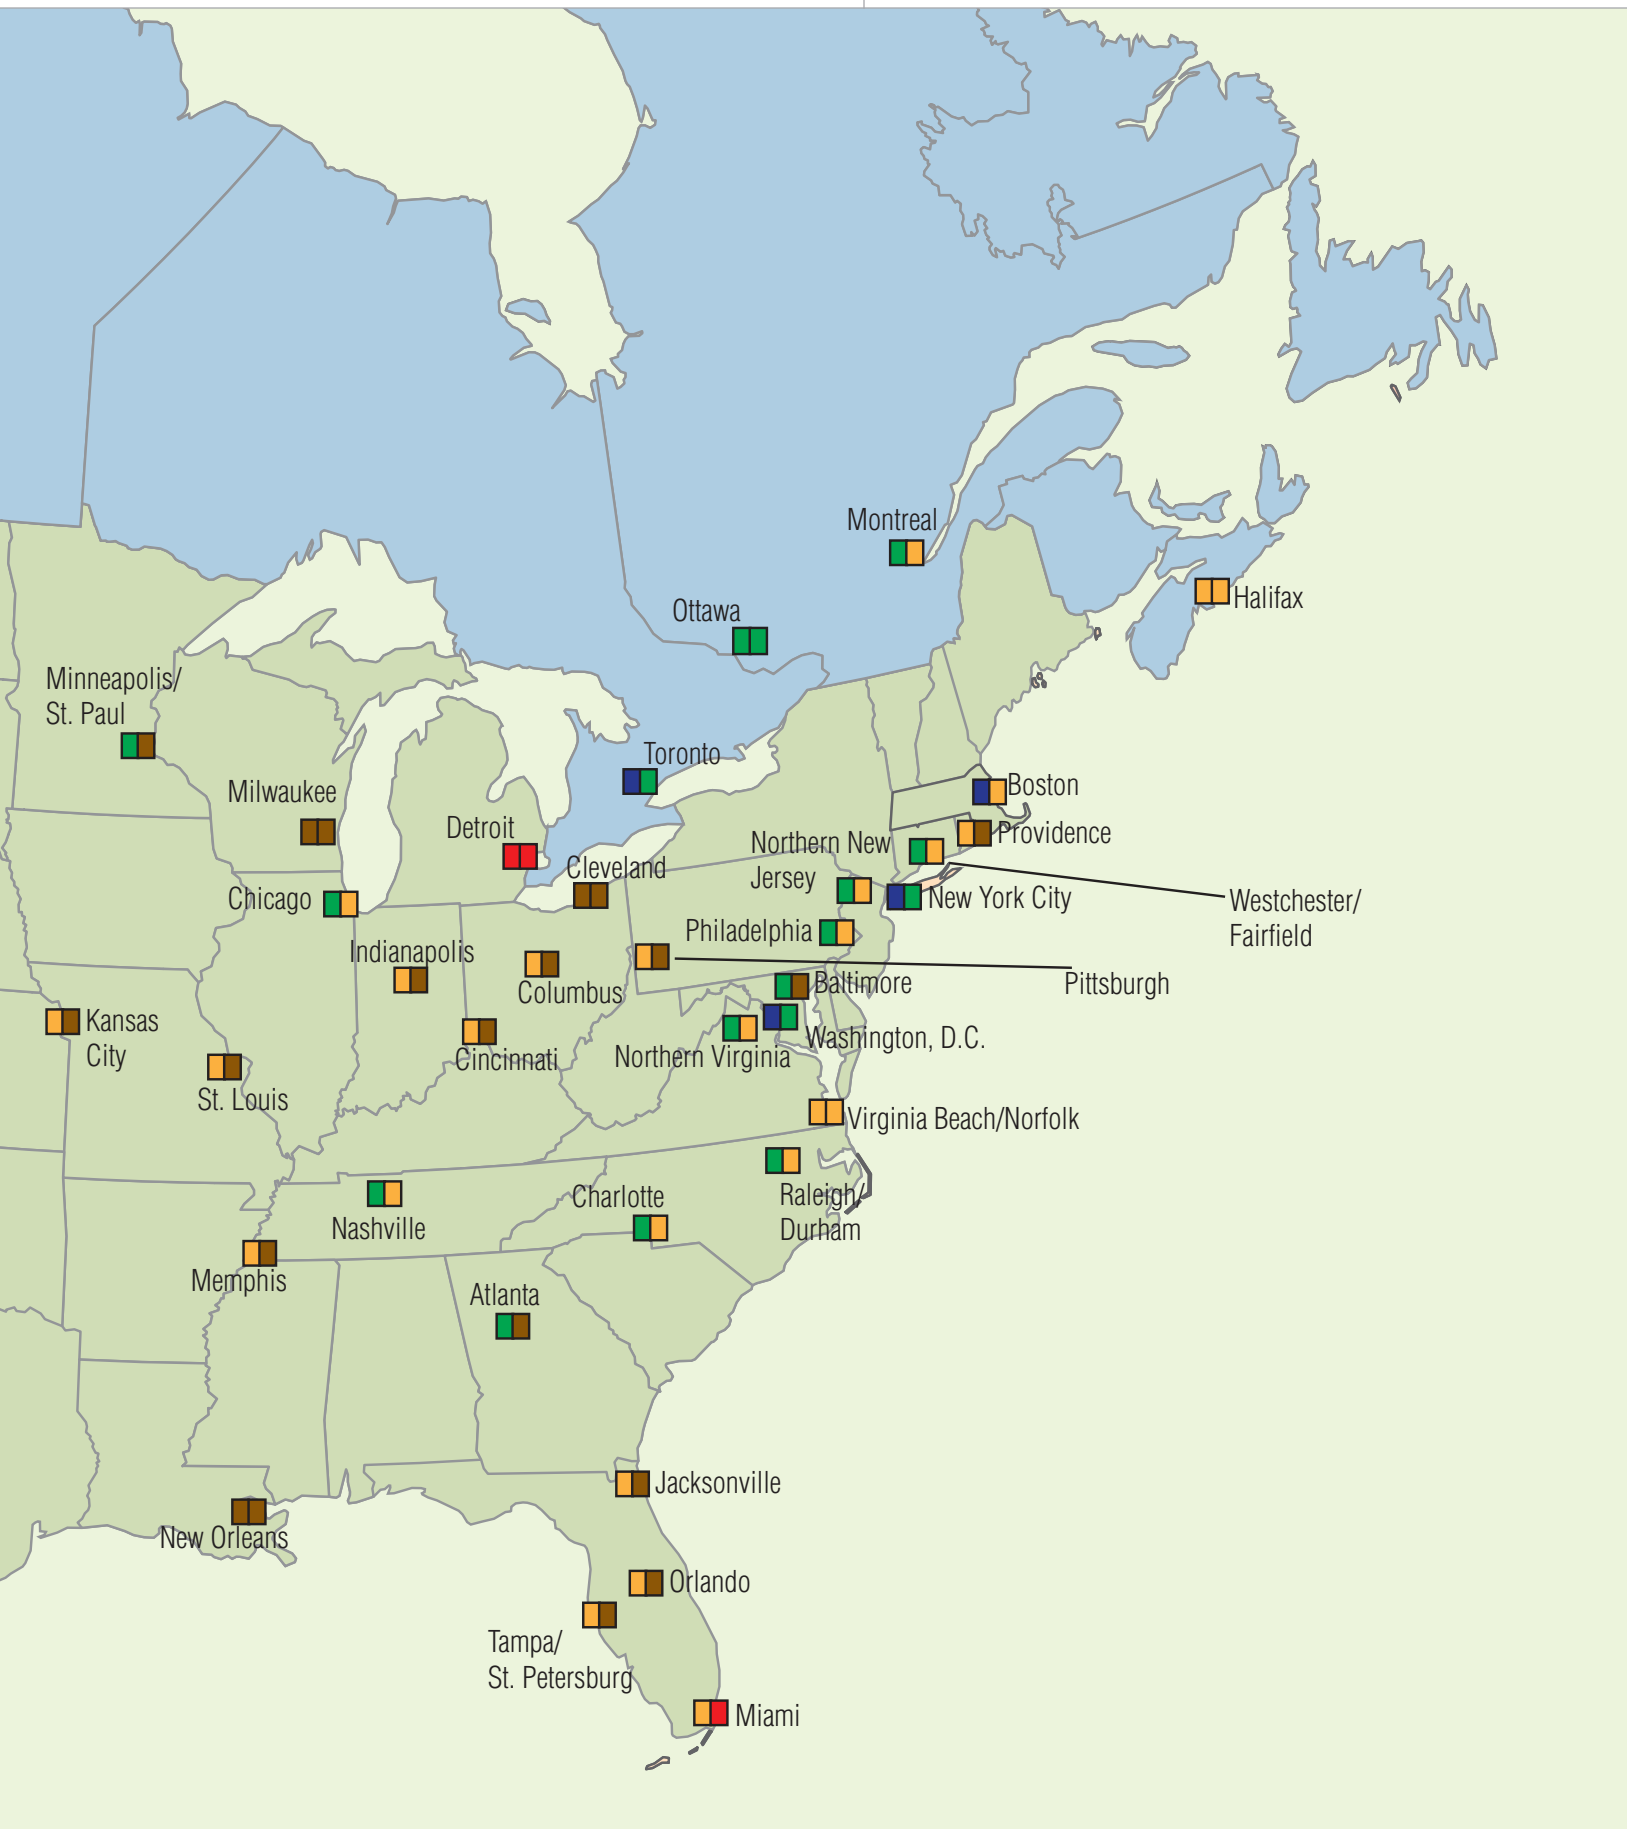 Montreal
Halifax
Ottawa
Minneapolis/
St. Paul
Toronto
Milwaukee
Boston
Detroit
Providence
Northern New
Jersey
Cleveland
Chicago
New York City
Westchester/
Fairfield
Philadelphia
Indianapolis
Columbus
Pittsburgh
Baltimore
Kansas
City
Washington, D.C.
Northern Virginia
Cincinnati
St. Louis
Virginia Beach/Norfolk
Raleigh/
Durham
Charlotte
Nashville
Memphis
Atlanta
Jacksonville
New Orleans
Orlando
Tampa/
St. Petersburg
Miami